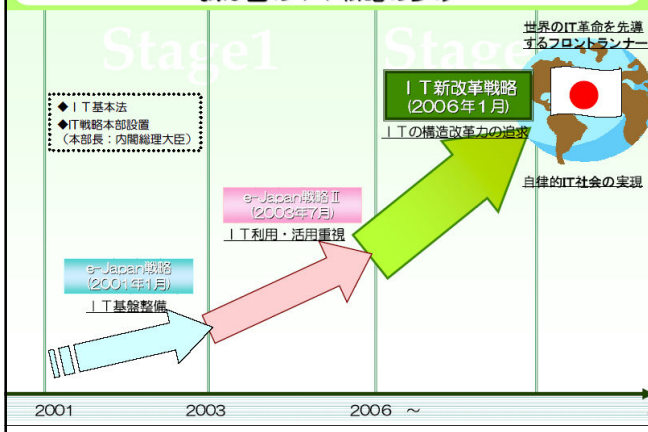 Stage1
Stage
世界のIT革命を先導
するフロントランナー
ＩＴ新改革戦略
(2006年1月)
ＩＴの構造改革力の追求
◆ＩＴ基本法
◆IT戦略本部設置
（本部長：内閣総理大臣）
自律的IT社会の実現
e-Japan戦略Ⅱ
(2003年7月)
ＩＴ利用・活用重視
e-Japan戦略
(2001年1月)
ＩＴ基盤整備
2001
2003
2006 ～